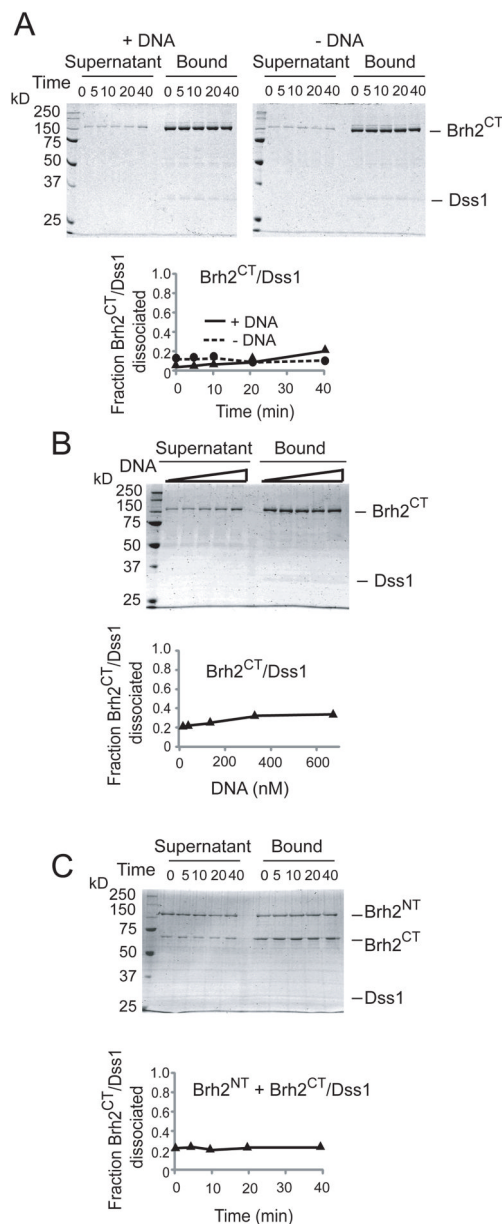 A
+ DNA - DNA
Supernatant Bound Supernatant Bound
Time 0 5 10 20 40 0 5 10 20 40 0 5 10 20 40 0 5 10 20 40
kD
250
150
75
50
37
25
– Brh2CT
– Dss1
Brh2CT/Dss1
+ DNA
- DNA
Fraction Brh2CT/Dss1
dissociated
1.0
0.8
0.6
0.4
0.2
0
0 10 20 30 40
Time (min)
B
Supernatant Bound
DNA
kD
250
150
75
50
37
25
– Brh2CT
– Dss1
Brh2CT/Dss1
Fraction Brh2CT/Dss1
dissociated
1.0
0.8
0.6
0.4
0.2
0
0 200 400 600
DNA (nM)
C
Supernatant Bound
Time 0 5 10 20 40 0 5 10 20 40
kD
250
150
75
50
37
25
–Brh2NT
–Brh2CT
–Dss1
Brh2NT + Brh2CT/Dss1
Fraction Brh2CT/Dss1
dissociated
1.0
0.8
0.6
0.4
0.2
0
0 10 20 30 40
Time (min)